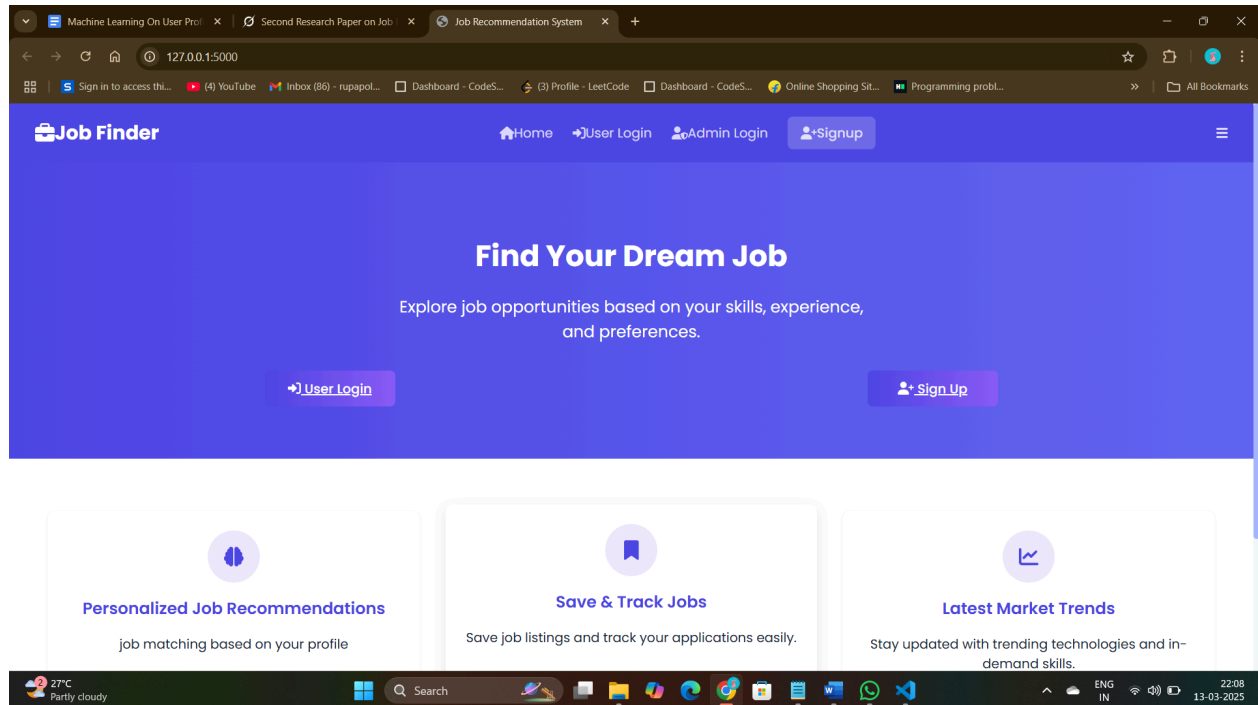 Machine Learning On User Prof
Second Research Paper on Job
Job Recommendation System
127.0.0.1:5000
Sign in to access thi...
(4) YouTube
Inbox (86) - rupapol...
Dashboard - CodeS...
(3) Profile - LeetCode
Dashboard - CodeS...
Online Shopping Sit...
Programming probl...
All Bookmarks
Job Finder
Home
User Login
Admin Login
Signup
Find Your Dream Job
Explore job opportunities based on your skills, experience,
and preferences.
User Login
Sign Up
Personalized Job Recommendations
job matching based on your profile
Save & Track Jobs
Save job listings and track your applications easily.
Latest Market Trends
Stay updated with trending technologies and in-
demand skills.
2
27°C
Partly cloudy
Search
ENG
IN
22:08
13-03-2025